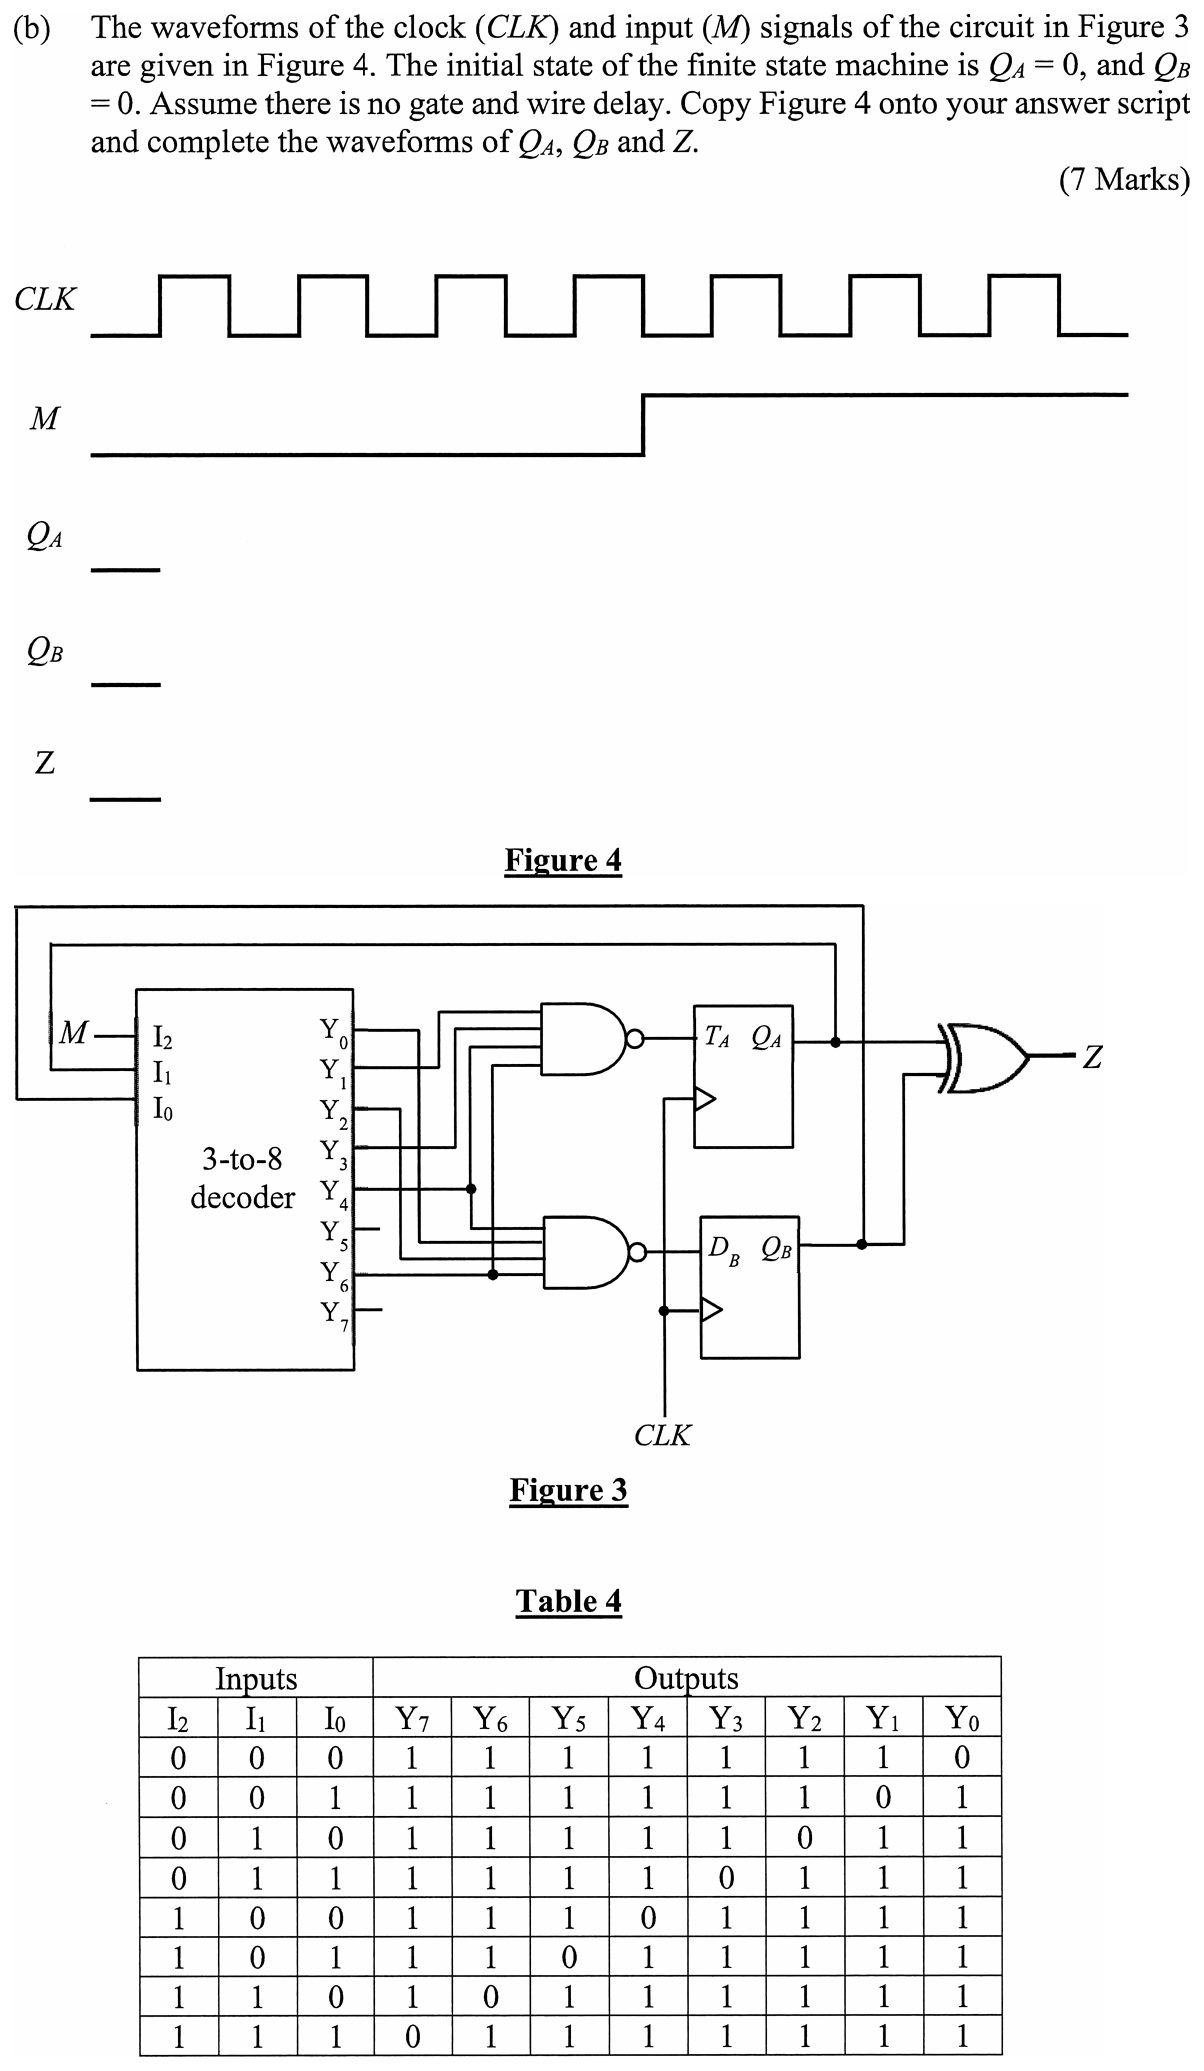 (b) The waveforms of the clock (CLK) and input (M) signals of the circuit in Figure 3
are given in Figure 4. The initial state of the finite state machine is QA = 0, and QB
= 0. Assume there is no gate and wire delay. Copy Figure 4 onto your answer script
and complete the waveforms of QA, QB and Z.
(7 Marks)
CLK
M
QA
QB
Z
Figure 4
M
I2
I1
I0
3-to-8
decoder
Y0
Y1
Y2
Y3
Y4
Y5
Y6
Y7
TA QA
Z
DB QB
CLK
Figure 3
Table 4
Inputs Outputs
I2 I1 I0 Y7 Y6 Y5 Y4 Y3 Y2 Y1 Y0
0 0 0 1 1 1 1 1 1 1 0
0 0 1 1 1 1 1 1 1 0 1
0 1 0 1 1 1 1 1 0 1 1
0 1 1 1 1 1 1 0 1 1 1
1 0 0 1 1 1 0 1 1 1 1
1 0 1 1 1 0 1 1 1 1 1
1 1 0 1 0 1 1 1 1 1 1
1 1 1 0 1 1 1 1 1 1 1